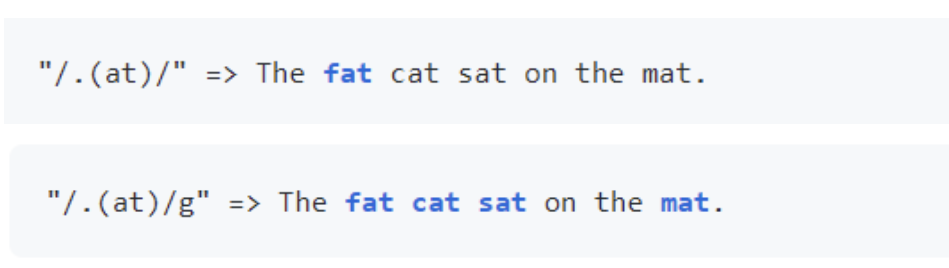 "/.(at)/" => The fat cat sat on the mat.
"/.(at)/g" => The fat cat sat on the mat.